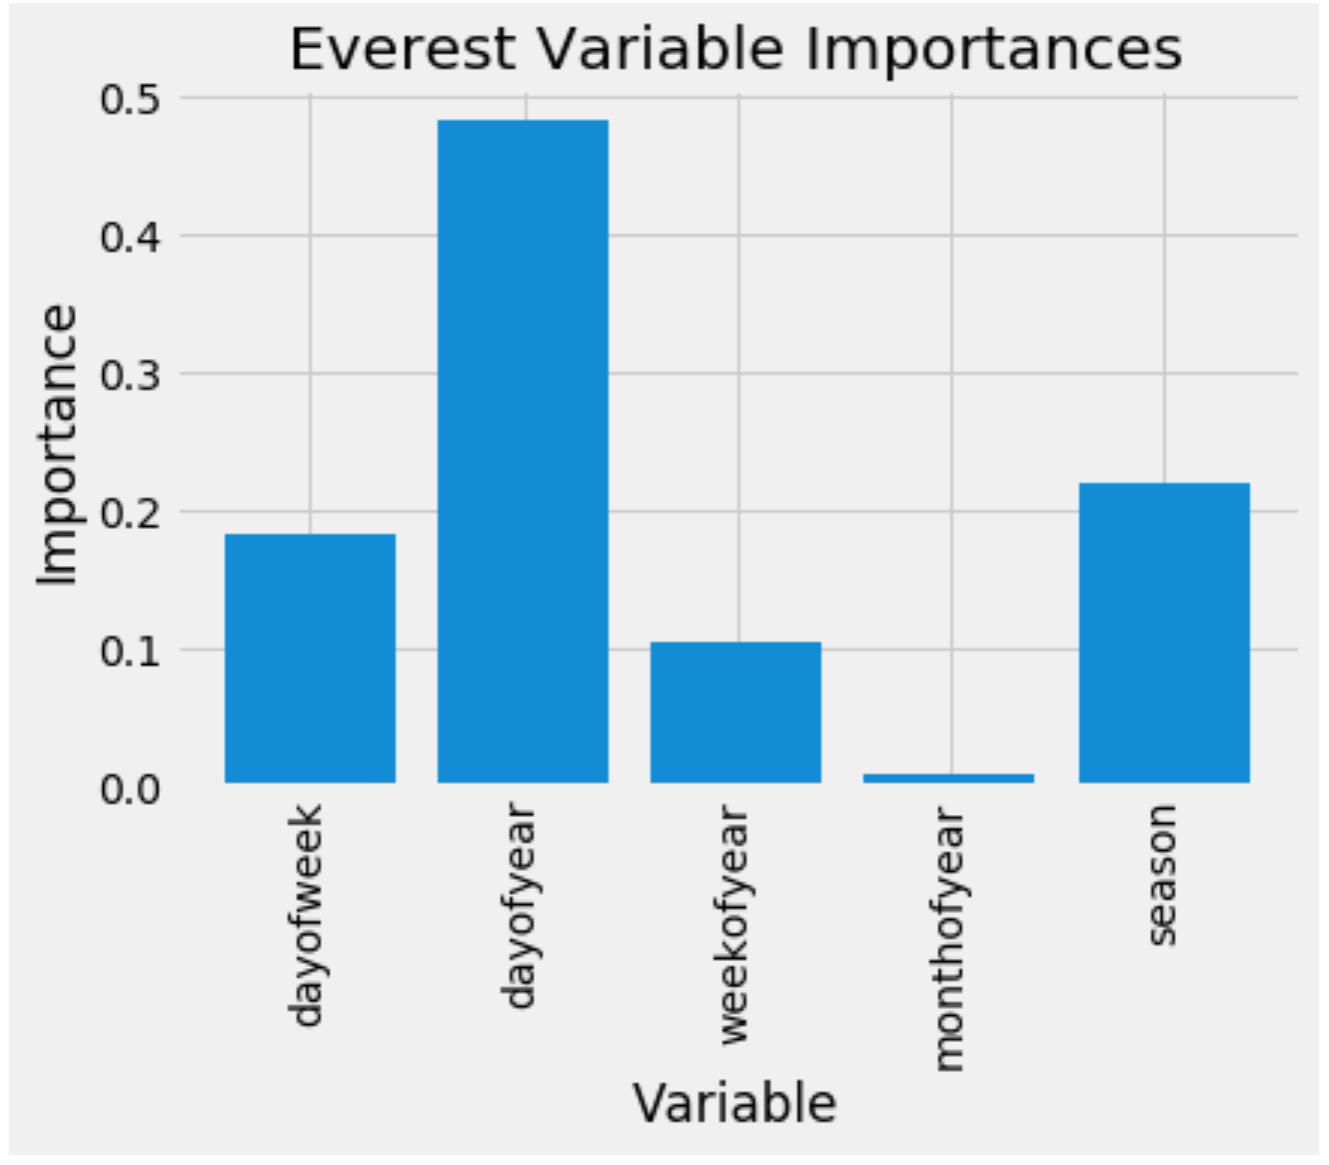 Everest Variable Importances
0.5
0.4
0.3
0.2
0.1
0.0
Importance
dayofweek
dayofyear
weekofyear
monthofyear
season
Variable